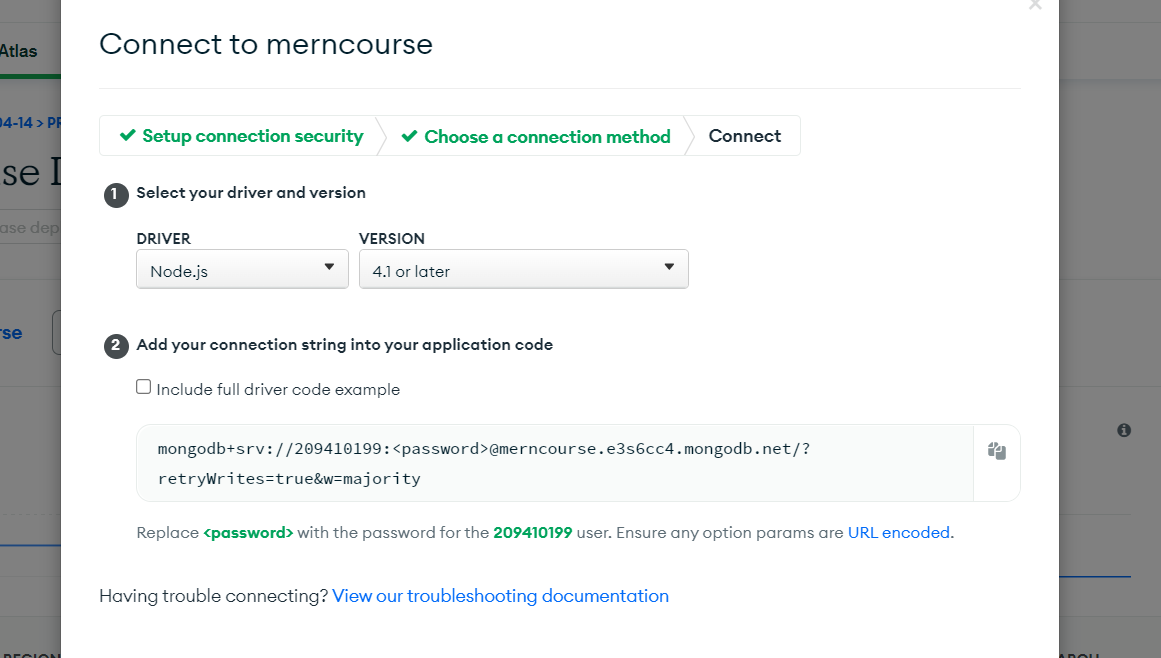 Connect to merncourse
Atlas
04-14 > PR
Setup connection security
Choose a connection method
Connect
1 Select your driver and version
ase dep
DRIVER
VERSION
Node.js
4.1 or later
rse
2 Add your connection string into your application code
Include full driver code example
mongodb+srv://209410199:<password>@merncourse.e3s6cc4.mongodb.net/?
retryWrites=true&w=majority
Replace <password> with the password for the 209410199 user. Ensure any option params are URL encoded.
Having trouble connecting? View our troubleshooting documentation